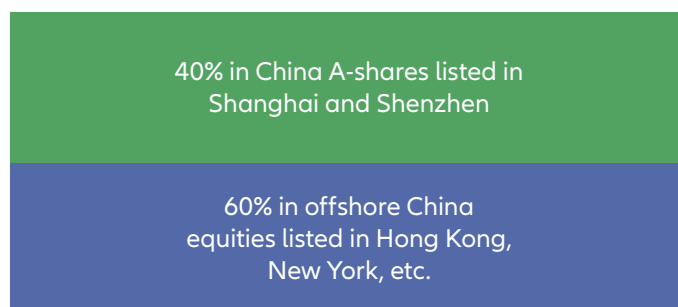 40% in China A-shares listed in
Shanghai and Shenzhen
60% in offshore China
equities listed in Hong Kong,
New York, etc.